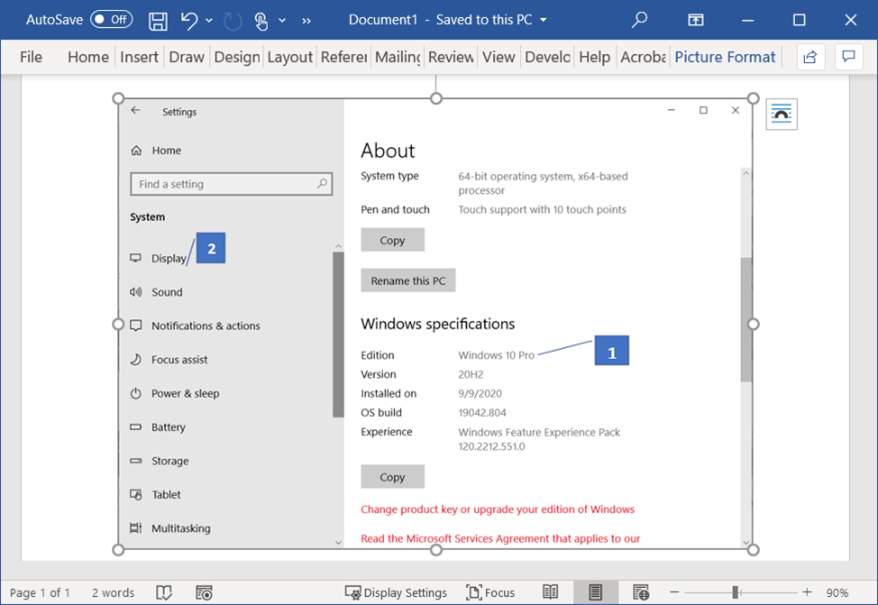 AutoSave Off Document1 - Saved to this PC
File Home Insert Draw Design Layout Referen Mailing Review View Develo Help Acroba Picture Format
Settings
Home
Find a setting
System
Display
2
Sound
Notifications & actions
Focus assist
Power & sleep
Battery
Storage
Tablet
Multitasking
About
System type 64-bit operating system, x64-based
processor
Pen and touch Touch support with 10 touch points
Copy
Rename this PC
Windows specifications
Edition Windows 10 Pro
1
Version 20H2
Installed on 9/9/2020
OS build 19042.804
Experience Windows Feature Experience Pack
120.2212.551.0
Copy
Change product key or upgrade your edition of Windows
Read the Microsoft Services Agreement that applies to our
Page 1 of 1 2 words Display Settings Focus 90%